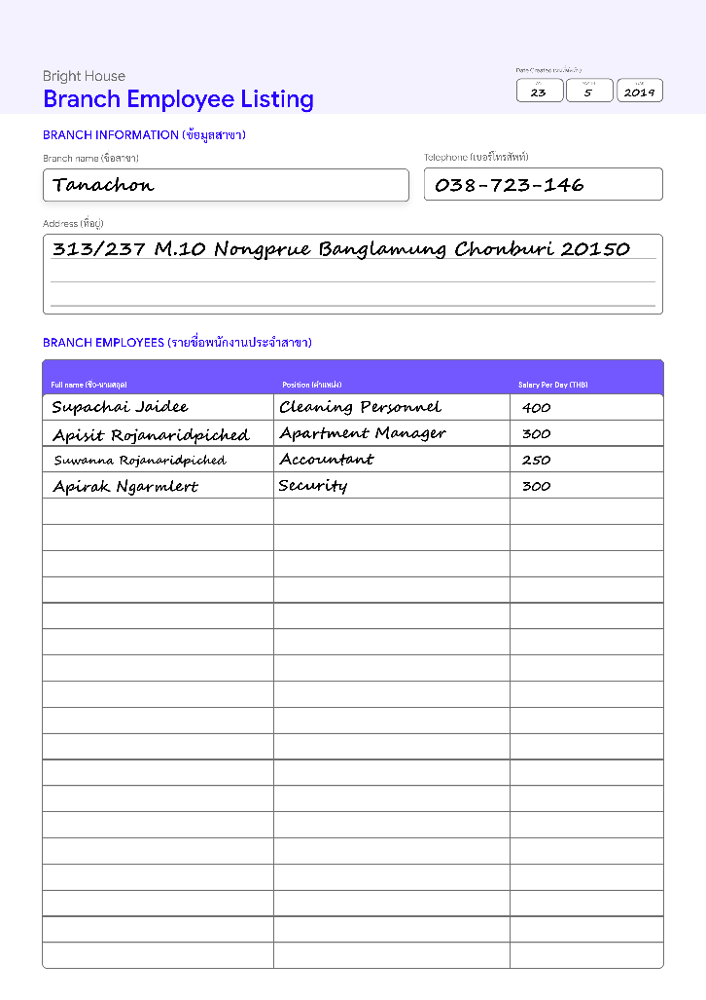 Bright House
Branch Employee Listing
Date Created (วันที่จัดทำ)
23 5 2019
BRANCH INFORMATION (ข้อมูลสาขา)
Branch name (ชื่อสาขา) Telephone (เบอร์โทรศัพท์)
Tanachon 038-723-146
Address (ที่อยู่)
313/237 M.10 Nongprue Banglamung Chonburi 20150
BRANCH EMPLOYEES (รายชื่อพนักงานประจำสาขา)
Full name (ชื่อ-นามสกุล) Position (ตำแหน่ง) Salary Per Day (THB)
Supachai Jaidee Cleaning Personnel 400
Apisit Rojanaridpiched Apartment Manager 300
Suwanna Rojanaridpiched Accountant 250
Apirak Ngarmlert Security 300